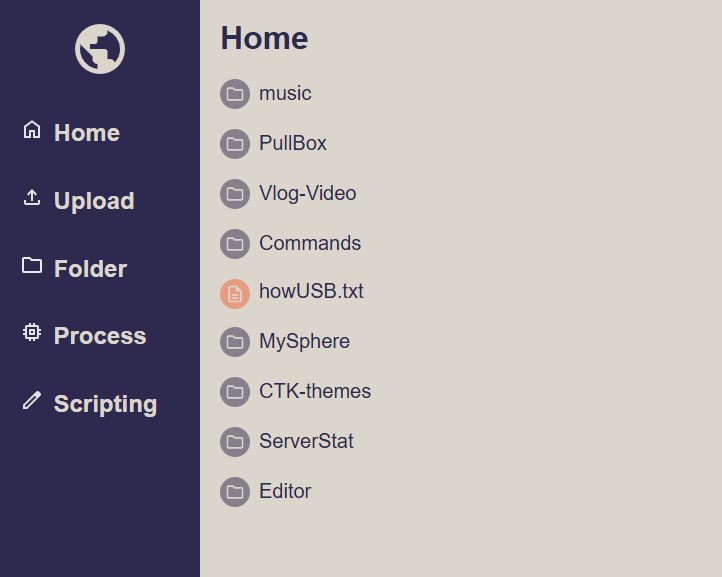 Home
Upload
Folder
Process
Scripting
Home
music
PullBox
Vlog-Video
Commands
howUSB.txt
MySphere
CTK-themes
ServerStat
Editor